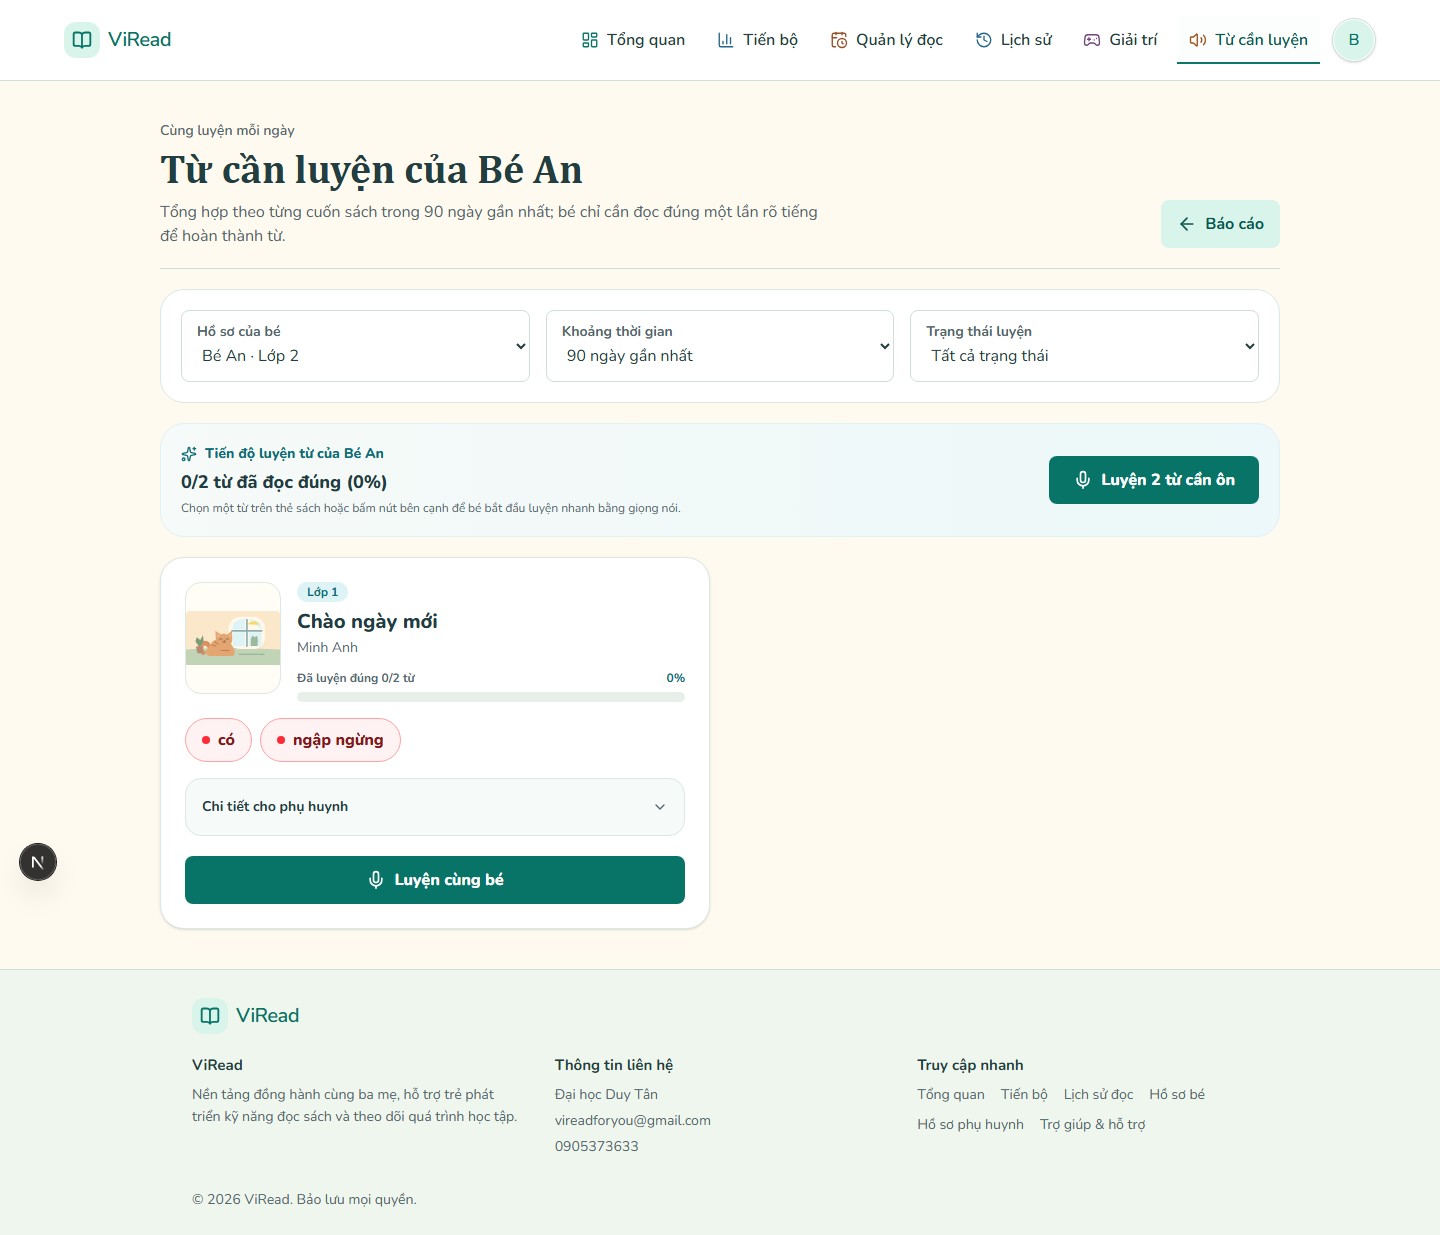 ViRead
Tổng quan
Tiến bộ
Quản lý đọc
Lịch sử
Giải trí
Từ cần luyện
B
Cùng luyện mỗi ngày
Từ cần luyện của Bé An
Tổng hợp theo từng cuốn sách trong 90 ngày gần nhất; bé chỉ cần đọc đúng một lần rõ tiếng
để hoàn thành từ.
Báo cáo
Hồ sơ của bé
Bé An · Lớp 2
Khoảng thời gian
90 ngày gần nhất
Trạng thái luyện
Tất cả trạng thái
Tiến độ luyện từ của Bé An
0/2 từ đã đọc đúng (0%)
Chọn một từ trên thẻ sách hoặc bấm nút bên cạnh để bé bắt đầu luyện nhanh bằng giọng nói.
Luyện 2 từ cần ôn
Lớp 1
Chào ngày mới
Minh Anh
Đã luyện đúng 0/2 từ
0%
có
ngập ngừng
Chi tiết cho phụ huynh
Luyện cùng bé
N
ViRead
ViRead
Nền tảng đồng hành cùng ba mẹ, hỗ trợ trẻ phát
triển kỹ năng đọc sách và theo dõi quá trình học tập.
Thông tin liên hệ
Đại học Duy Tân
vireadforyou@gmail.com
0905373633
Truy cập nhanh
Tổng quan
Tiến bộ
Lịch sử đọc
Hồ sơ bé
Hồ sơ phụ huynh
Trợ giúp & hỗ trợ
© 2026 ViRead. Bảo lưu mọi quyền.